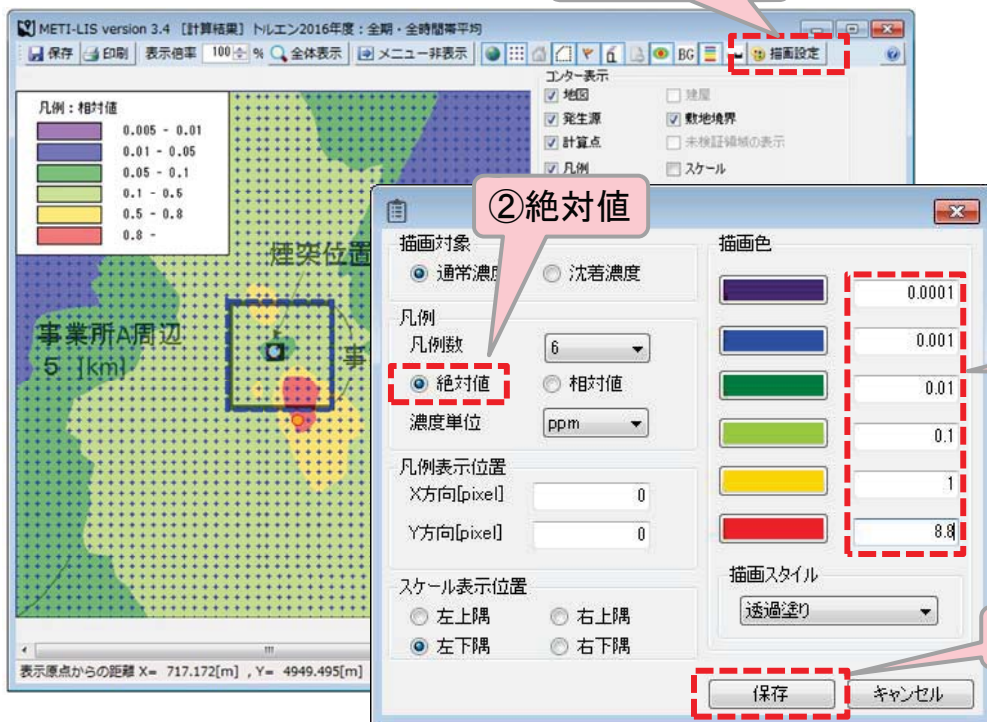 METI-LIS version 3.4 [計算結果] トルエン2016年度：全期・全時間帯平均
保存 印刷 表示倍率 100 % 全体表示 メニュー非表示 BG 描画設定
コンター表示
地図 建屋
発生源 敷地境界
計算点 未検証領域の表示
凡例 スケール
凡例：相対値
0.005 - 0.01
0.01 - 0.05
0.05 - 0.1
0.1 - 0.5
0.5 - 0.8
0.8 -
煙突位置
事業所A周辺
5 [km]
事
②絶対値
描画対象
通常濃度 沈着濃度
凡例
凡例数 6
絶対値 相対値
濃度単位 ppm
凡例表示位置
X方向[pixel] 0
Y方向[pixel] 0
スケール表示位置
左上隅 右上隅
左下隅 右下隅
描画色
0.0001
0.001
0.01
0.1
1
8.8
描画スタイル
透過塗り
保存 キャンセル
表示原点からの距離 X= 717.172[m] , Y= 4949.495[m]